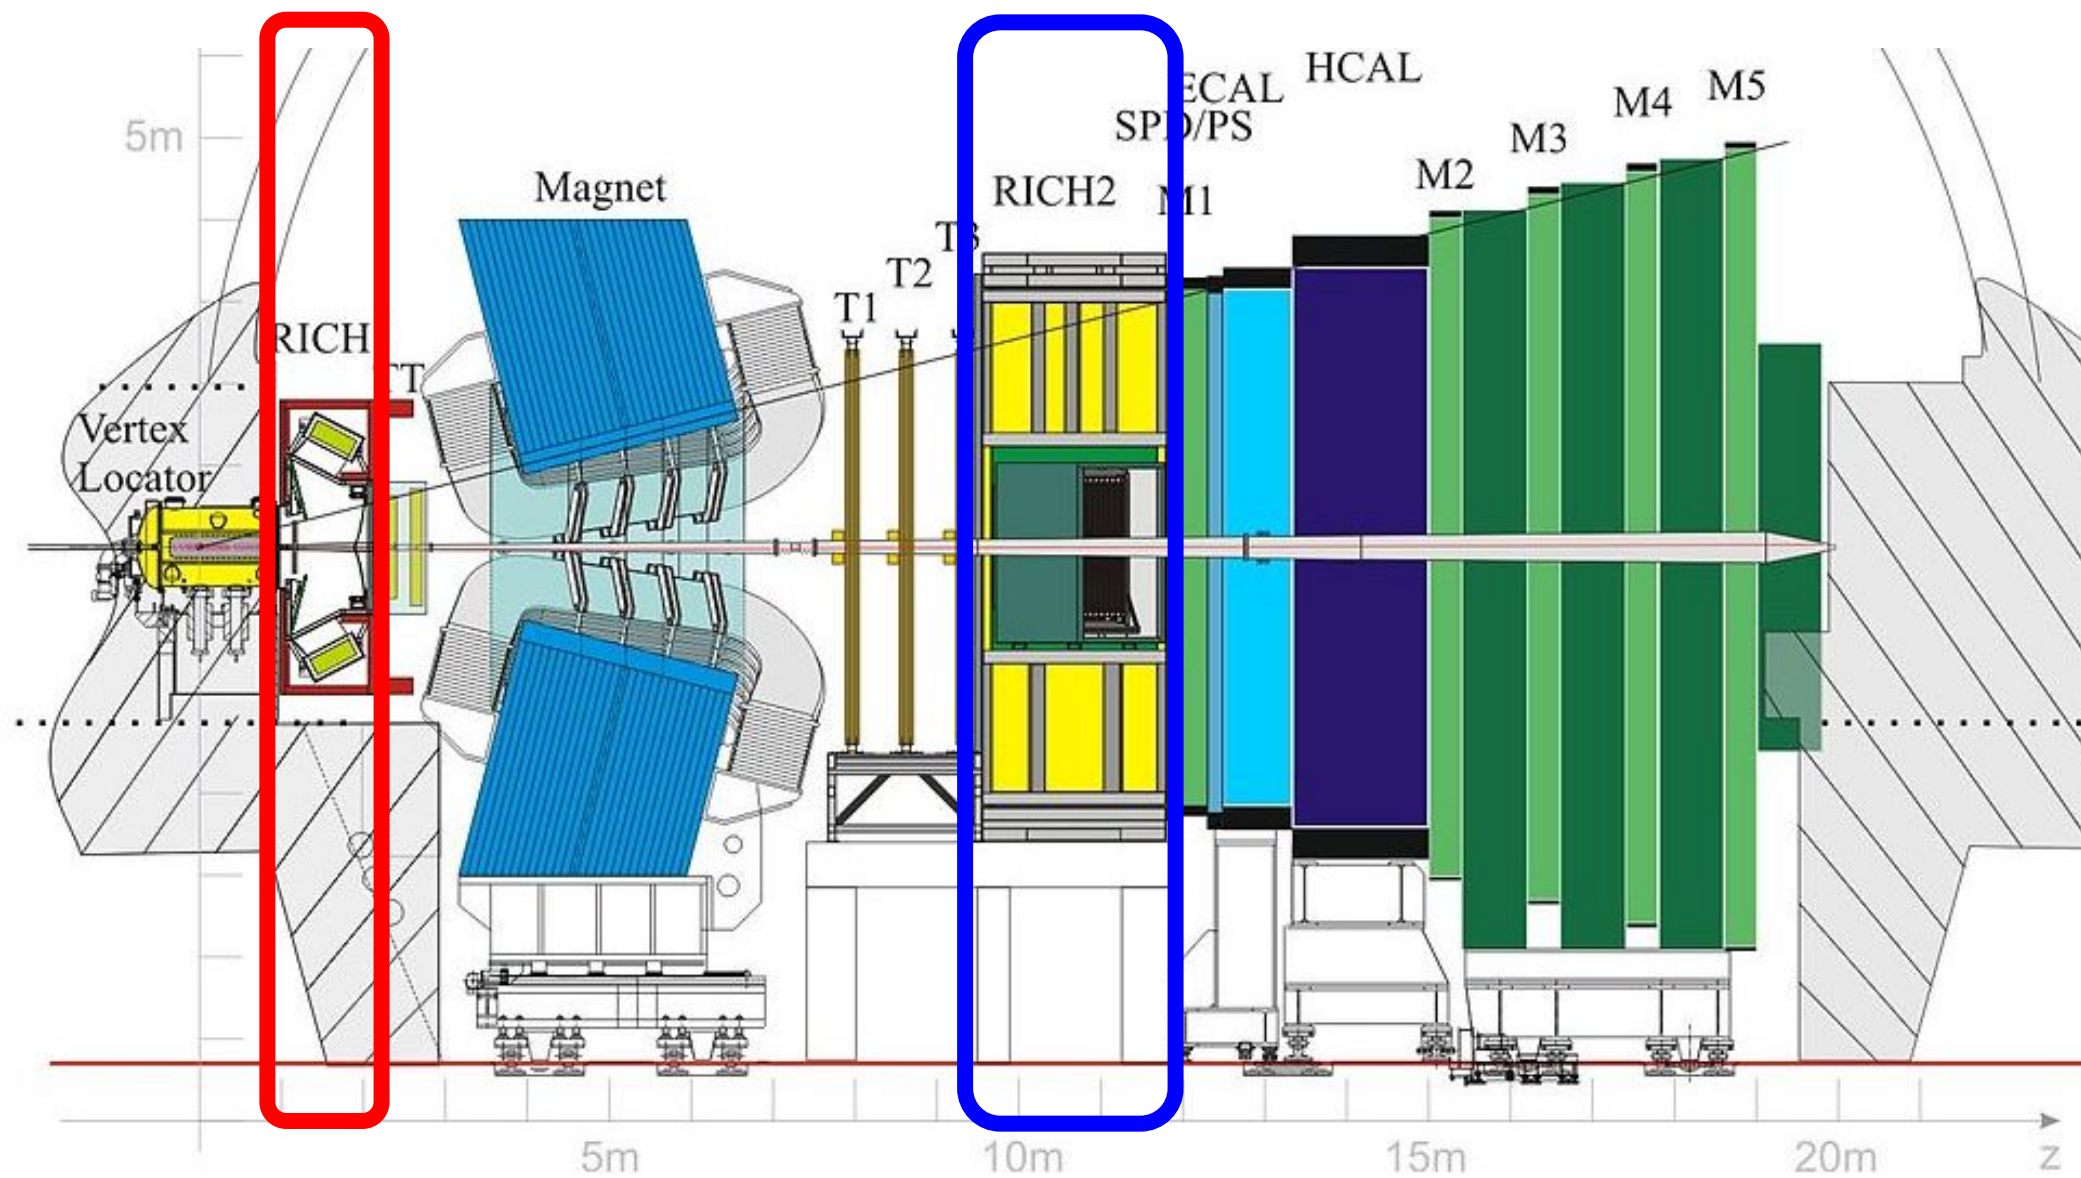 HCAL
ECAL
M5
M4
SPD/PS
M3
5m
M2
Magnet
RICH2
M1
T3
T2
T1
RICH
TT
Vertex
Locator
5m
10m
15m
20m
z